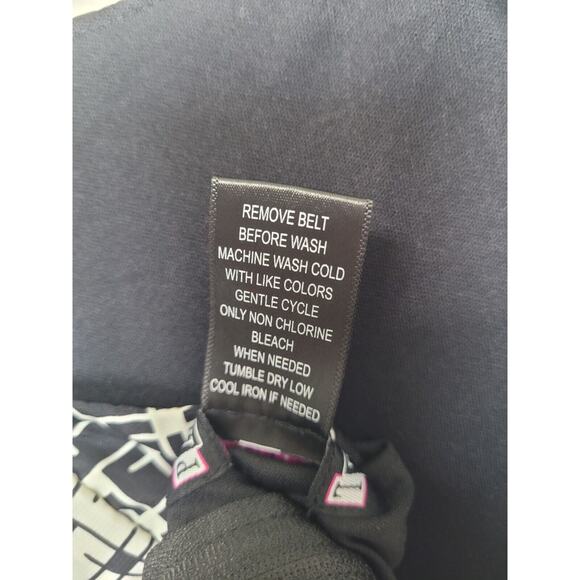 REMOVE BELT
BEFORE WASH
MACHINE WASH COLD
WITH LIKE COLORS
GENTLE CYCLE
ONLY NON CHLORINE
BLEACH
WHEN NEEDED
TUMBLE DRY LOW
COOL IRON IF NEEDED
P